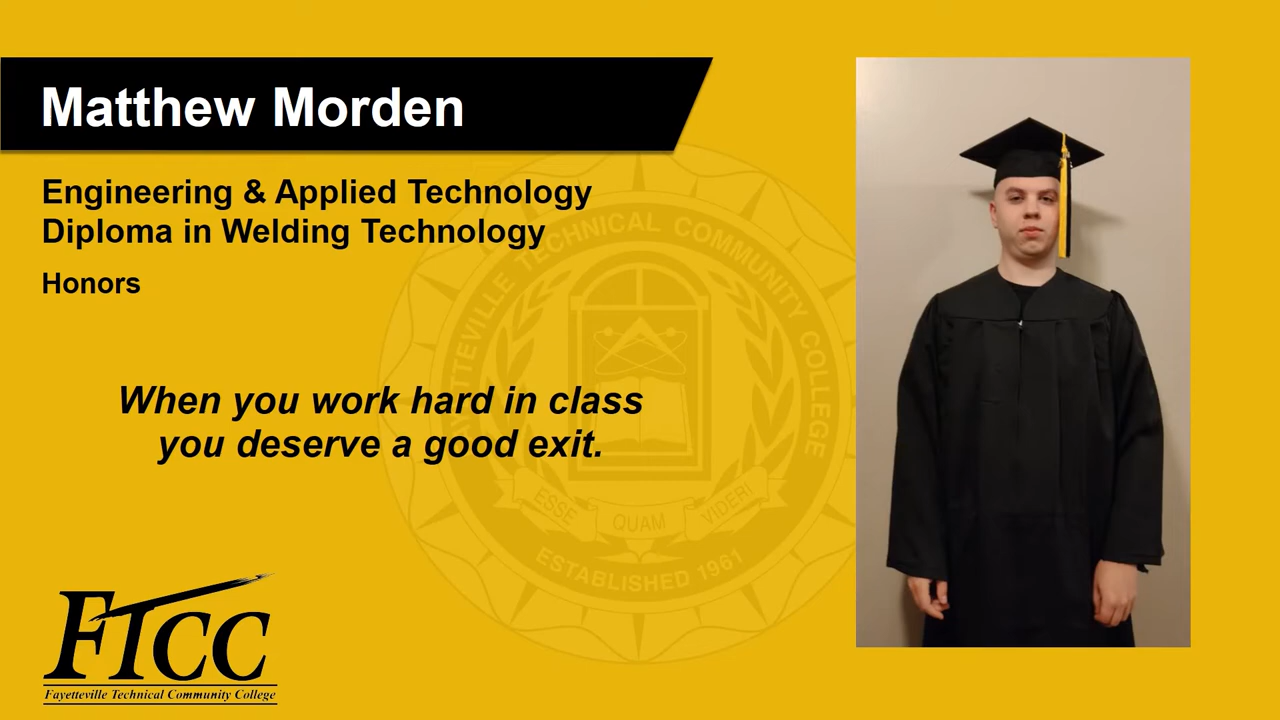 Matthew Morden
Engineering & Applied Technology
Diploma in Welding Technology
Honors
When you work hard in class
you deserve a good exit.
FAYETTEVILLE TECHNICAL COMMUNITY COLLEGE
ESSE QUAM VIDERI
ESTABLISHED 1961
FTCC
Fayetteville Technical Community College